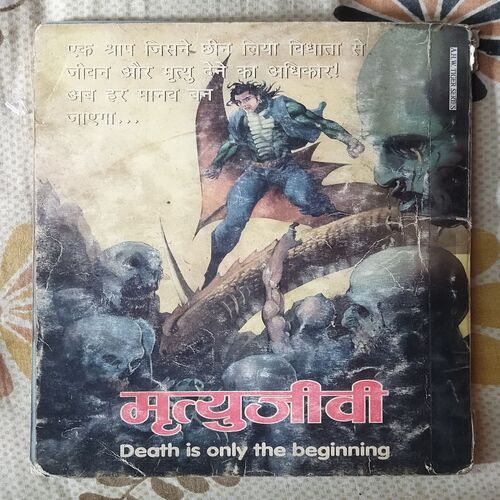 एक श्राप जिसने छीन लिया विधाता से
जीवन और मृत्यु देने का अधिकार!
अब हर मानव बन
जाएगा...
मृत्युजीवी
Death is only the beginning